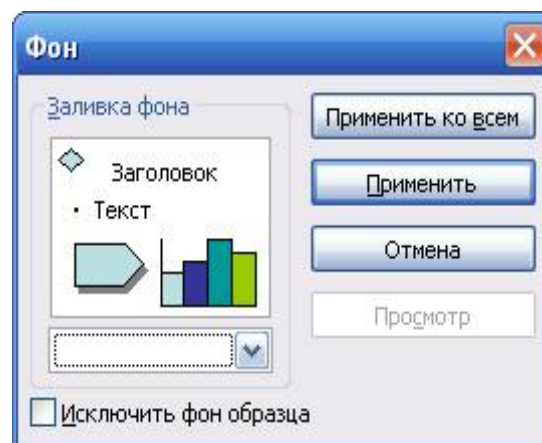 Фон
Заливка фона
Заголовок
• Текст
Применить ко всем
Применить
Отмена
Просмотр
Исключить фон образца